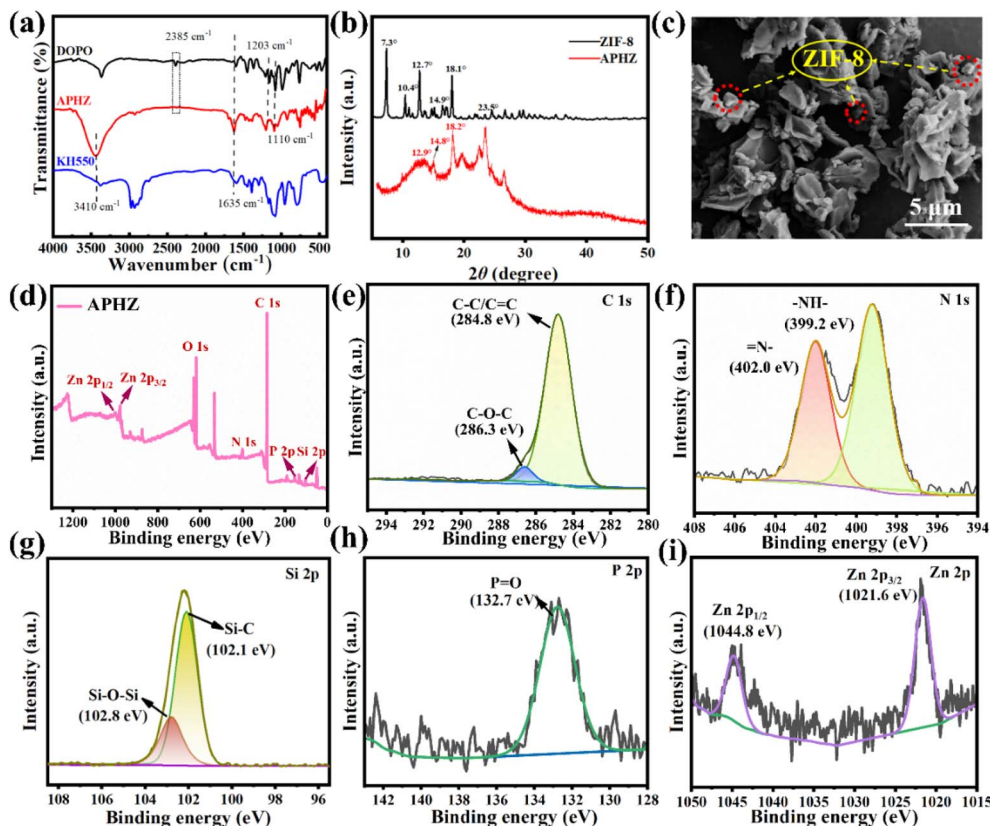 (a)
DOPO
2385 cm⁻¹
1203 cm⁻¹
APHZ
1110 cm⁻¹
KH550
3410 cm⁻¹
1635 cm⁻¹
Transmittance (%)
4000 3500 3000 2500 2000 1500 1000 500
Wavenumber (cm⁻¹)
(b)
ZIF-8
APHZ
7.3°
10.4°
12.7°
14.9°
18.1°
23.5°
12.9°
14.8°
18.2°
Intensity (a.u.)
10 20 30 40 50
2θ (degree)
(c)
ZIF-8
5 μm
(d)
APHZ
C 1s
O 1s
Zn 2p1/2
Zn 2p3/2
N 1s
P 2p
Si 2p
Intensity (a.u.)
1200 1000 800 600 400 200 0
Binding energy (eV)
(e)
C 1s
C-C/C=C
(284.8 eV)
C-O-C
(286.3 eV)
Intensity (a.u.)
294 292 290 288 286 284 282 280
Binding energy (eV)
(f)
N 1s
-NH-
(399.2 eV)
=N-
(402.0 eV)
Intensity (a.u.)
408 406 404 402 400 398 396 394
Binding energy (eV)
(g)
Si 2p
Si-C
(102.1 eV)
Si-O-Si
(102.8 eV)
Intensity (a.u.)
108 106 104 102 100 98 96
Binding energy (eV)
(h)
P 2p
P=O
(132.7 eV)
Intensity (a.u.)
142 140 138 136 134 132 130 128
Binding energy (eV)
(i)
Zn 2p3/2
Zn 2p
(1021.6 eV)
Zn 2p1/2
(1044.8 eV)
Intensity (a.u.)
1050 1045 1040 1035 1030 1025 1020 1015
Binding energy (eV)